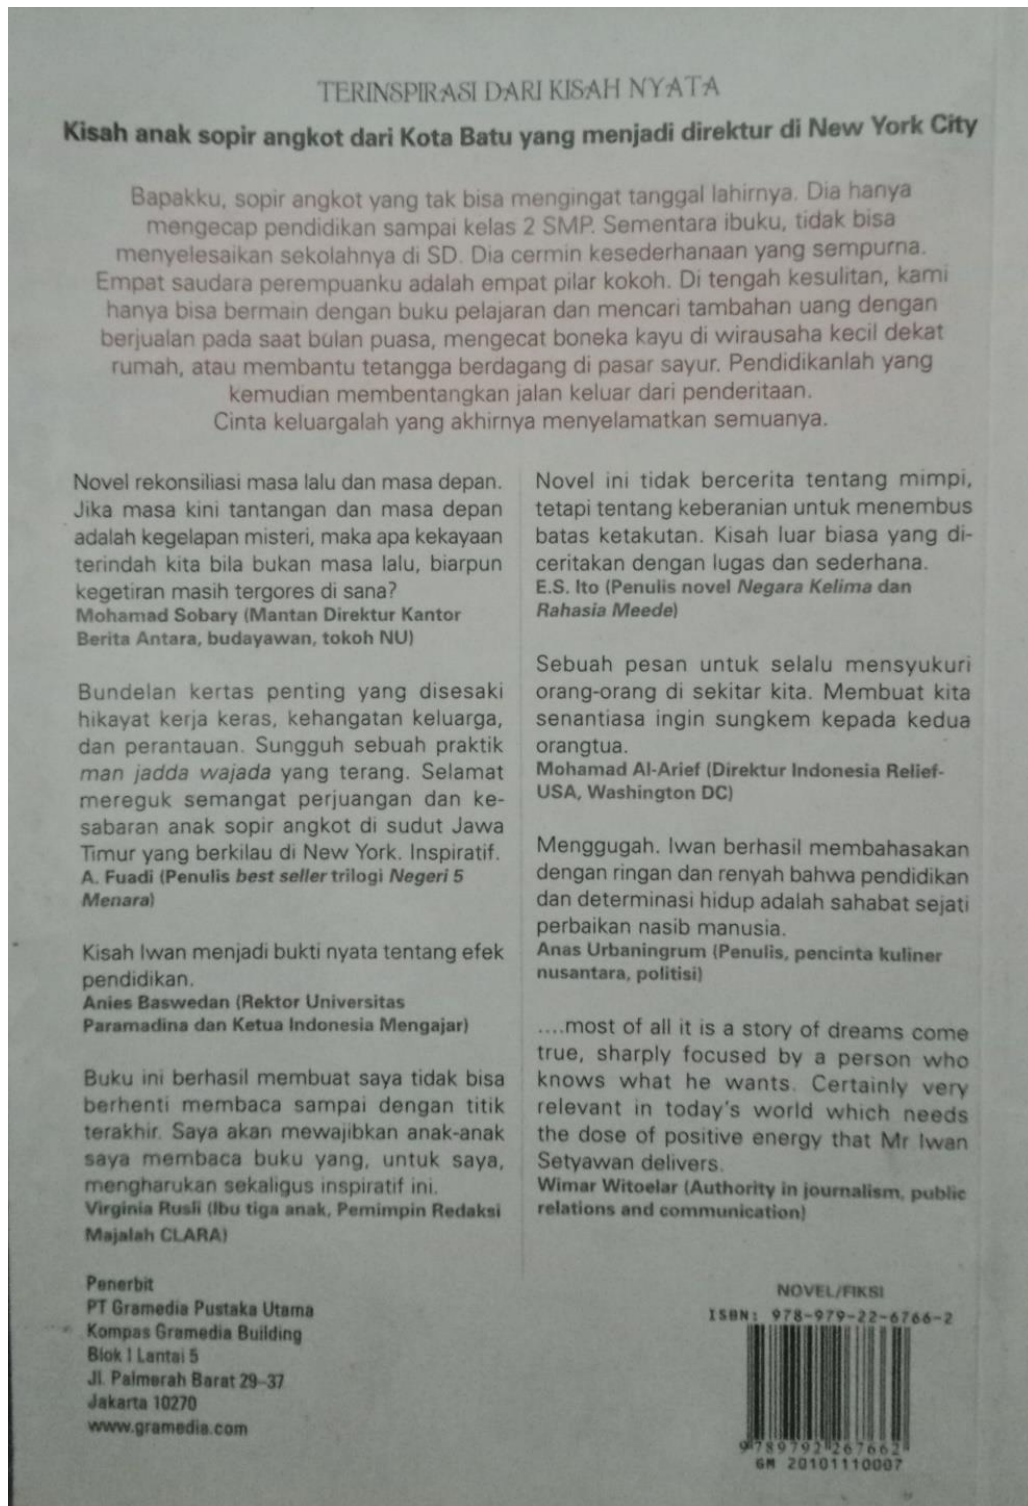 TERINSPIRASI DARI KISAH NYATA
Kisah anak sopir angkot dari Kota Batu yang menjadi direktur di New York City
Bapakku, sopir angkot yang tak bisa mengingat tanggal lahirnya. Dia hanya
mengecap pendidikan sampai kelas 2 SMP. Sementara ibuku, tidak bisa
menyelesaikan sekolahnya di SD. Dia cermin kesederhanaan yang sempurna.
Empat saudara perempuanku adalah empat pilar kokoh. Di tengah kesulitan, kami
hanya bisa bermain dengan buku pelajaran dan mencari tambahan uang dengan
berjualan pada saat bulan puasa, mengecat boneka kayu di wirausaha kecil dekat
rumah, atau membantu tetangga berdagang di pasar sayur. Pendidikanlah yang
kemudian membentangkan jalan keluar dari penderitaan.
Cinta keluargalah yang akhirnya menyelamatkan semuanya.
Novel rekonsiliasi masa lalu dan masa depan.
Jika masa kini tantangan dan masa depan
adalah kegelapan misteri, maka apa kekayaan
terindah kita bila bukan masa lalu, biarpun
kegetiran masih tergores di sana?
Mohamad Sobary (Mantan Direktur Kantor
Berita Antara, budayawan, tokoh NU)
Bundelan kertas penting yang disesaki
hikayat kerja keras, kehangatan keluarga,
dan perantauan. Sungguh sebuah praktik
man jadda wajada yang terang. Selamat
mereguk semangat perjuangan dan ke-
sabaran anak sopir angkot di sudut Jawa
Timur yang berkilau di New York. Inspiratif.
A. Fuadi (Penulis best seller trilogi Negeri 5
Menara)
Kisah Iwan menjadi bukti nyata tentang efek
pendidikan.
Anies Baswedan (Rektor Universitas
Paramadina dan Ketua Indonesia Mengajar)
Buku ini berhasil membuat saya tidak bisa
berhenti membaca sampai dengan titik
terakhir. Saya akan mewajibkan anak-anak
saya membaca buku yang, untuk saya,
mengharukan sekaligus inspiratif ini.
Virginia Rusli (Ibu tiga anak, Pemimpin Redaksi
Majalah CLARA)
Novel ini tidak bercerita tentang mimpi,
tetapi tentang keberanian untuk menembus
batas ketakutan. Kisah luar biasa yang di-
ceritakan dengan lugas dan sederhana.
E.S. Ito (Penulis novel Negara Kelima dan
Rahasia Meede)
Sebuah pesan untuk selalu mensyukuri
orang-orang di sekitar kita. Membuat kita
senantiasa ingin sungkem kepada kedua
orangtua.
Mohamad Al-Arief (Direktur Indonesia Relief-
USA, Washington DC)
Menggugah. Iwan berhasil membahasakan
dengan ringan dan renyah bahwa pendidikan
dan determinasi hidup adalah sahabat sejati
perbaikan nasib manusia.
Anas Urbaningrum (Penulis, pencinta kuliner
nusantara, politisi)
....most of all it is a story of dreams come
true, sharply focused by a person who
knows what he wants. Certainly very
relevant in today's world which needs
the dose of positive energy that Mr Iwan
Setyawan delivers.
Wimar Witoelar (Authority in journalism, public
relations and communication)
Penerbit
PT Gramedia Pustaka Utama
Kompas Gramedia Building
Blok I Lantai 5
Jl. Palmerah Barat 29-37
Jakarta 10270
www.gramedia.com
NOVEL/FIKSI
ISBN: 978-979-22-6766-2
9 789792 267662
GM 20101110007